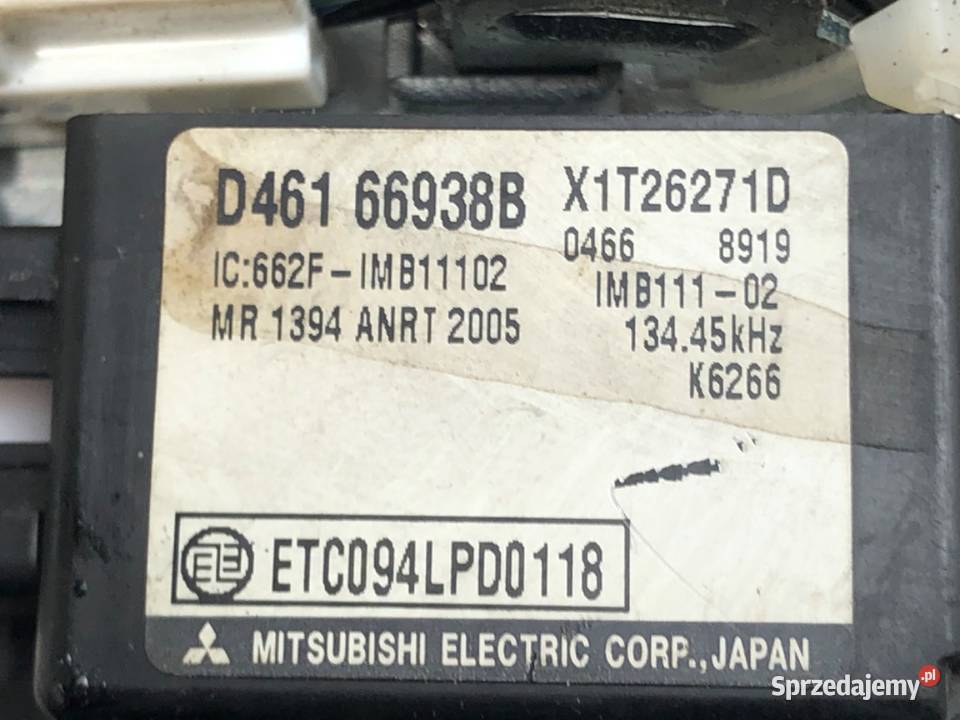 D461 66938B X1T26271D
0466 8919
IC:662F-IMB11102 IMB111-02
MR 1394 ANRT 2005 134.45kHz
K6266
ETC094LPD0118
MITSUBISHI ELECTRIC CORP.,JAPAN
Sprzedajemy.pl